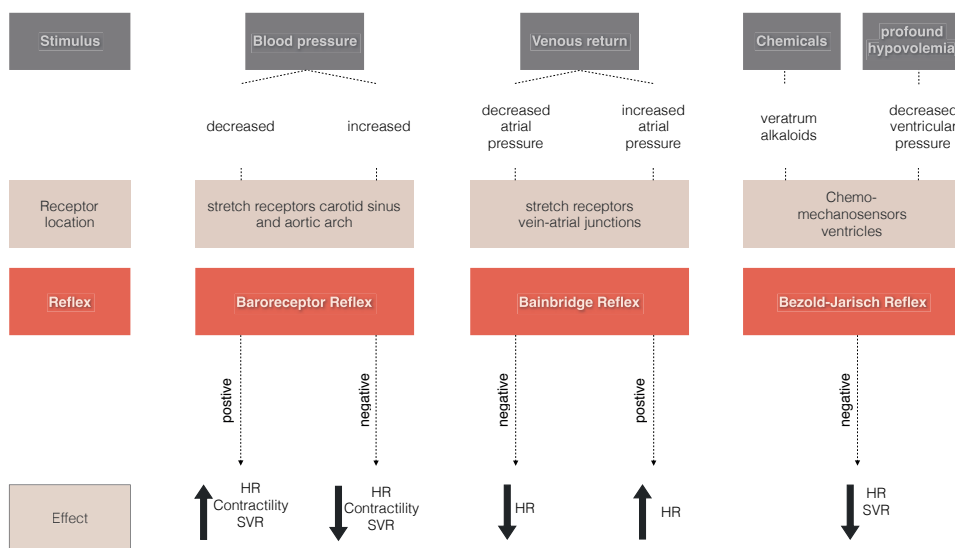 Stimulus
Blood pressure
Venous return
Chemicals
profound
hypovolemia
decreased
increased
decreased
atrial
pressure
increased
atrial
pressure
veratrum
alkaloids
decreased
ventricular
pressure
Receptor
location
stretch receptors carotid sinus
and aortic arch
stretch receptors
vein-atrial junctions
Chemo-
mechanosensors
ventricles
Reflex
Baroreceptor Reflex
Bainbridge Reflex
Bezold-Jarisch Reflex
postive
negative
negative
postive
negative
Effect
HR
Contractility
SVR
HR
Contractility
SVR
HR
HR
HR
SVR